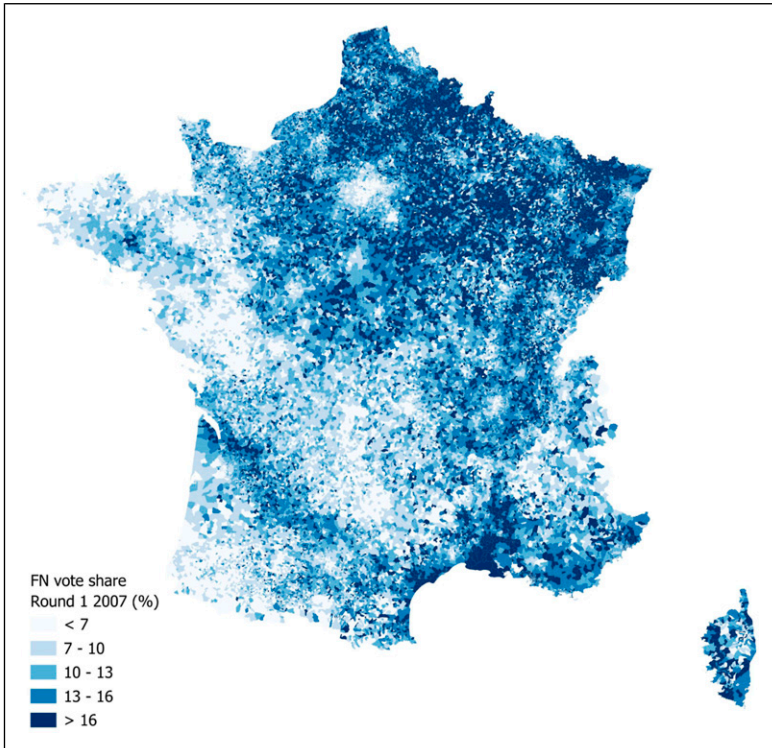 FN vote share
Round 1 2007 (%)
< 7
7 - 10
10 - 13
13 - 16
> 16